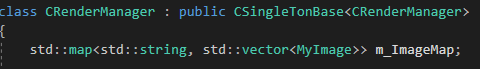 class CRenderManager : public CSingleTonBase<CRenderManager>
{
    std::map<std::string, std::vector<MyImage>> m_ImageMap;